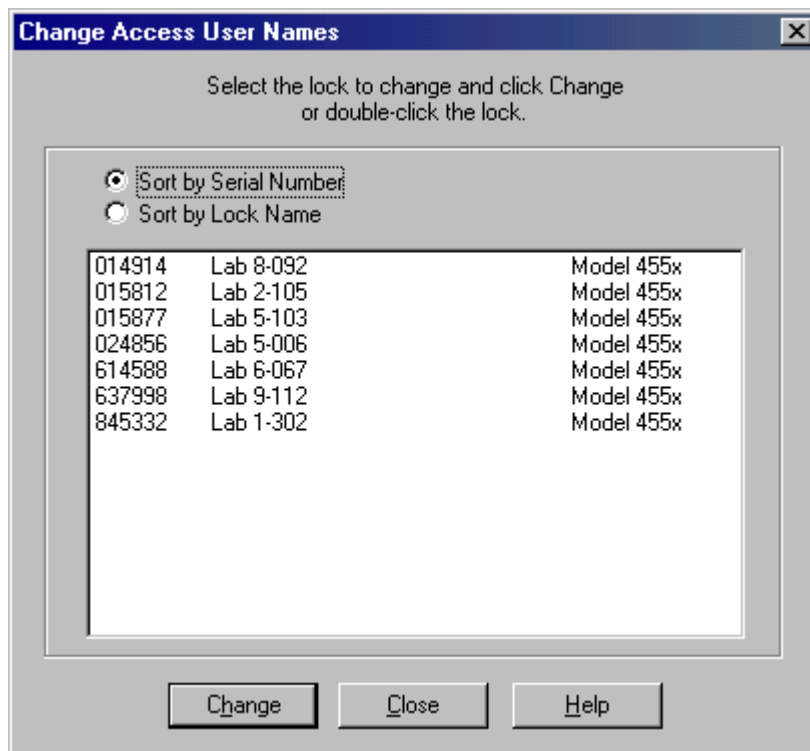 Change Access User Names
Select the lock to change and click Change
or double-click the lock.
Sort by Serial Number
Sort by Lock Name
014914 Lab 8-092 Model 455x
015812 Lab 2-105 Model 455x
015877 Lab 5-103 Model 455x
024856 Lab 5-006 Model 455x
614588 Lab 6-067 Model 455x
637998 Lab 9-112 Model 455x
845332 Lab 1-302 Model 455x
Change Close Help